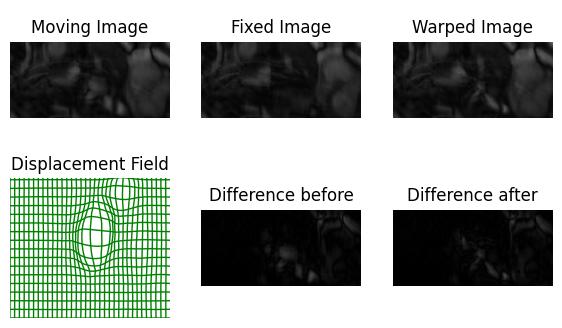 Moving Image
Fixed Image
Warped Image
Displacement Field
Difference before
Difference after